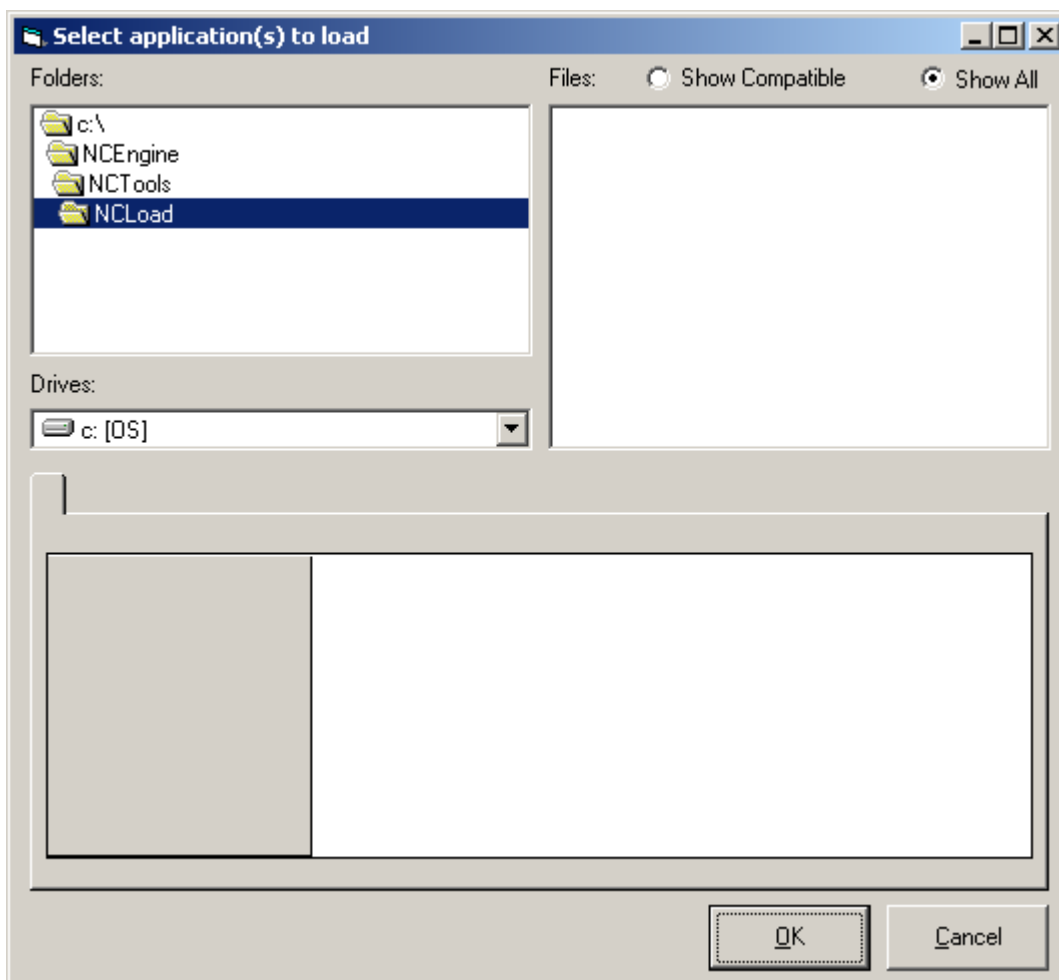 Select application(s) to load
Folders:
Files: Show Compatible Show All
c:\
NCEngine
NCTools
NCLoad
Drives:
c: [OS]
OK Cancel